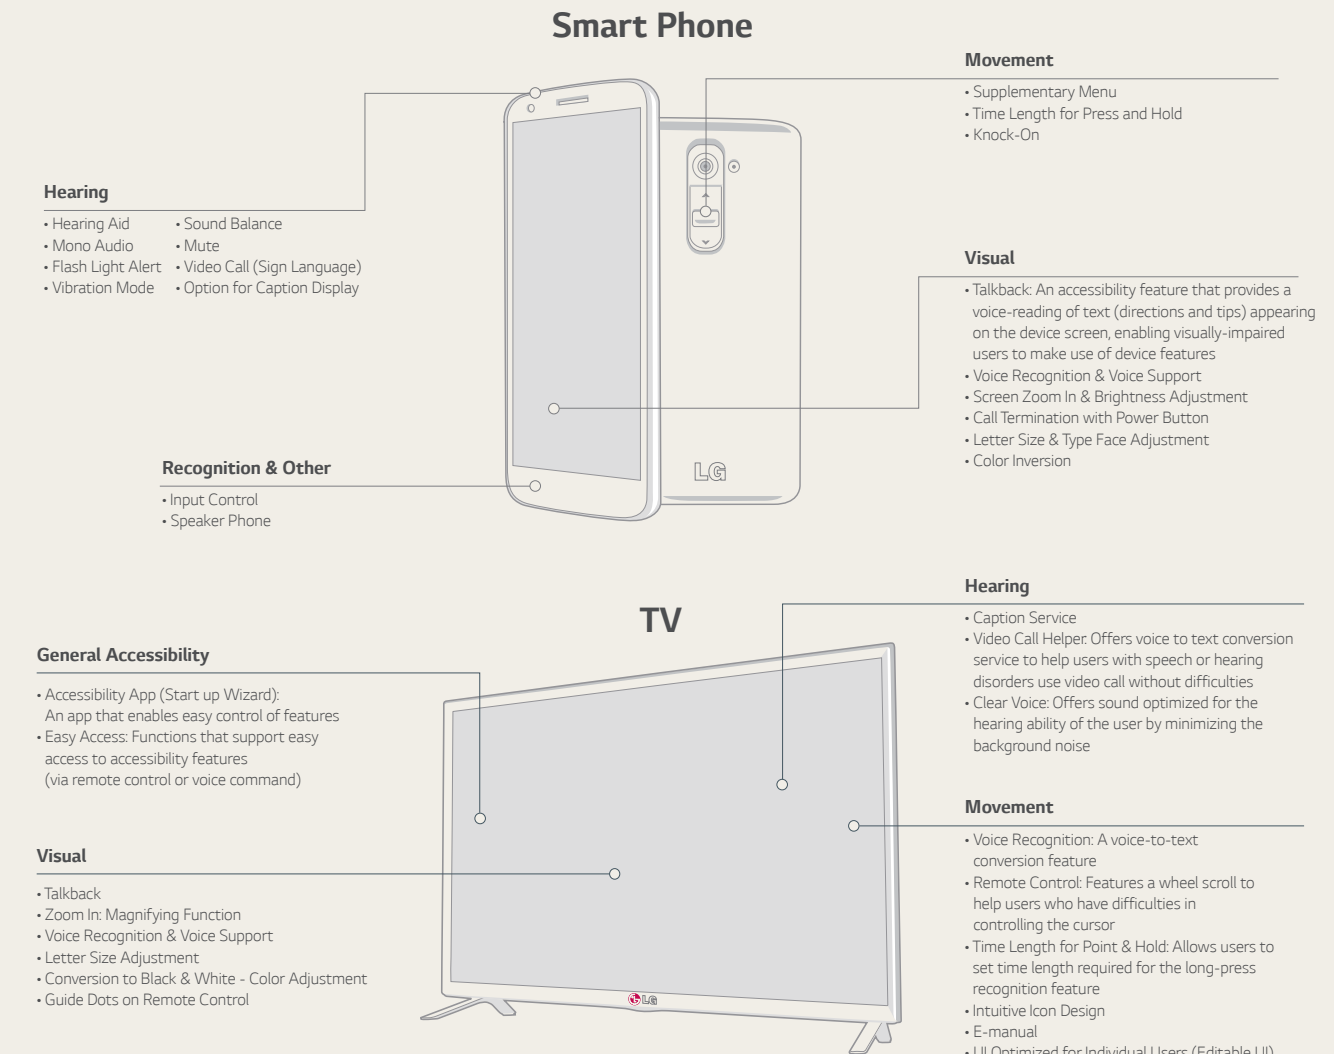 Smart Phone
Movement
• Supplementary Menu
• Time Length for Press and Hold
• Knock-On
Hearing
• Hearing Aid
• Mono Audio
• Flash Light Alert
• Vibration Mode
• Sound Balance
• Mute
• Video Call (Sign Language)
• Option for Caption Display
Visual
• Talkback: An accessibility feature that provides a
voice-reading of text (directions and tips) appearing
on the device screen, enabling visually-impaired
users to make use of device features
• Voice Recognition & Voice Support
• Screen Zoom In & Brightness Adjustment
• Call Termination with Power Button
• Letter Size & Type Face Adjustment
• Color Inversion
Recognition & Other
• Input Control
• Speaker Phone
LG
TV
General Accessibility
• Accessibility App (Start up Wizard):
An app that enables easy control of features
• Easy Access: Functions that support easy
access to accessibility features
(via remote control or voice command)
Visual
• Talkback
• Zoom In: Magnifying Function
• Voice Recognition & Voice Support
• Letter Size Adjustment
• Conversion to Black & White - Color Adjustment
• Guide Dots on Remote Control
Hearing
• Caption Service
• Video Call Helper: Offers voice to text conversion
service to help users with speech or hearing
disorders use video call without difficulties
• Clear Voice: Offers sound optimized for the
hearing ability of the user by minimizing the
background noise
Movement
• Voice Recognition: A voice-to-text
conversion feature
• Remote Control: Features a wheel scroll to
help users who have difficulties in
controlling the cursor
• Time Length for Point & Hold: Allows users to
set time length required for the long-press
recognition feature
• Intuitive Icon Design
• E-manual
• UI Optimized for Individual Users (Editable UI)
LG